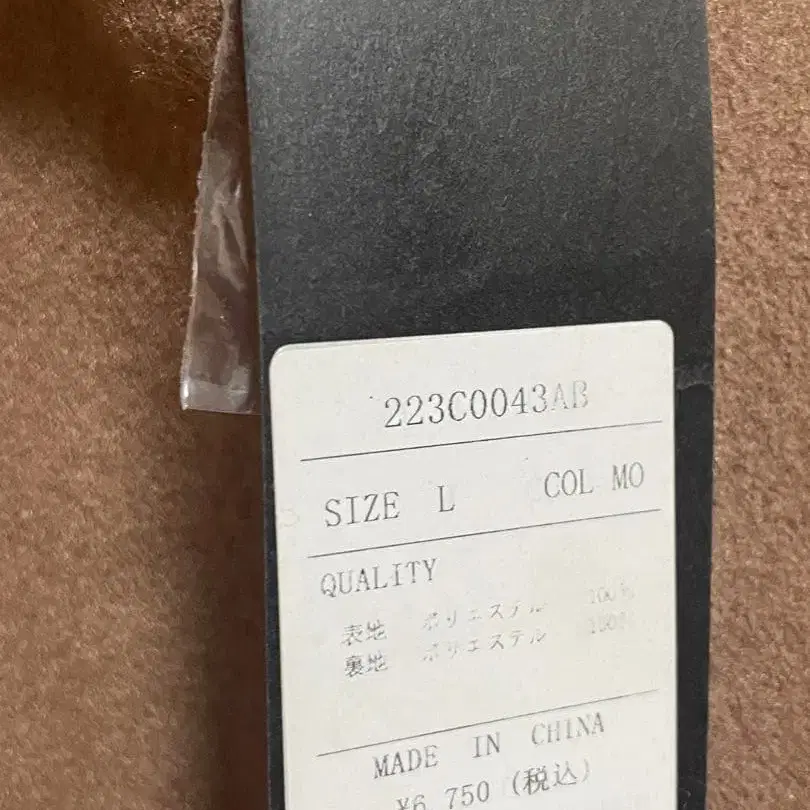 223C0043AB
SIZE L COL MO
QUALITY
表地 ポリエステル 100%
裏地 ポリエステル 100%
MADE IN CHINA
¥6,750 (税込)